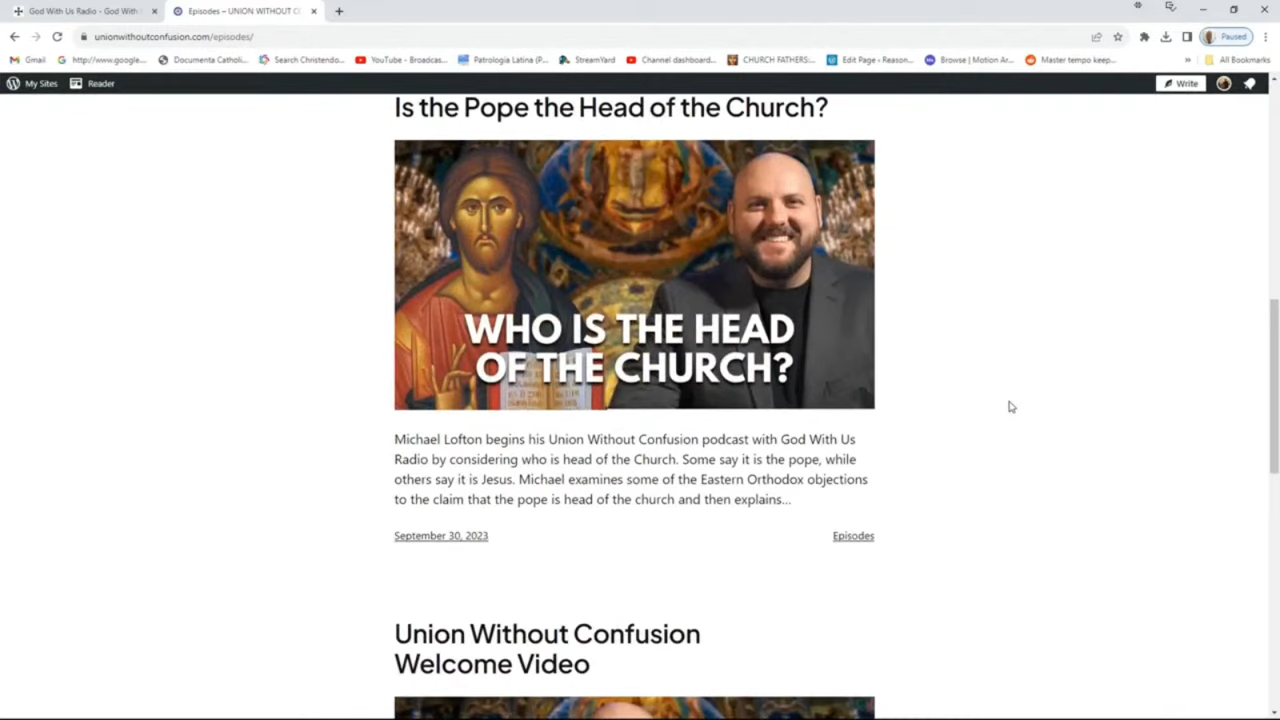 God With Us Radio - God With
Episodes – UNION WITHOUT C
unionwithoutconfusion.com/episodes/
Paused
Gmail
http://www.google...
Documenta Catholi...
Search Christendo...
YouTube - Broadcas...
Patrologia Latina (P...
StreamYard
Channel dashboard...
CHURCH FATHERS:...
Edit Page ‹ Reason...
Browse | Motion Ar...
Master tempo keep...
»
All Bookmarks
My Sites
Reader
Write
Is the Pope the Head of the Church?
WHO IS THE HEAD
OF THE CHURCH?
Michael Lofton begins his Union Without Confusion podcast with God With Us
Radio by considering who is head of the Church. Some say it is the pope, while
others say it is Jesus. Michael examines some of the Eastern Orthodox objections
to the claim that the pope is head of the church and then explains...
September 30, 2023
Episodes
Union Without Confusion
Welcome Video